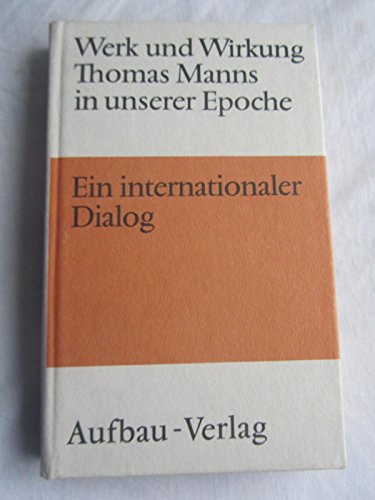 Werk und Wirkung
Thomas Manns
in unserer Epoche
Ein internationaler
Dialog
Aufbau-Verlag